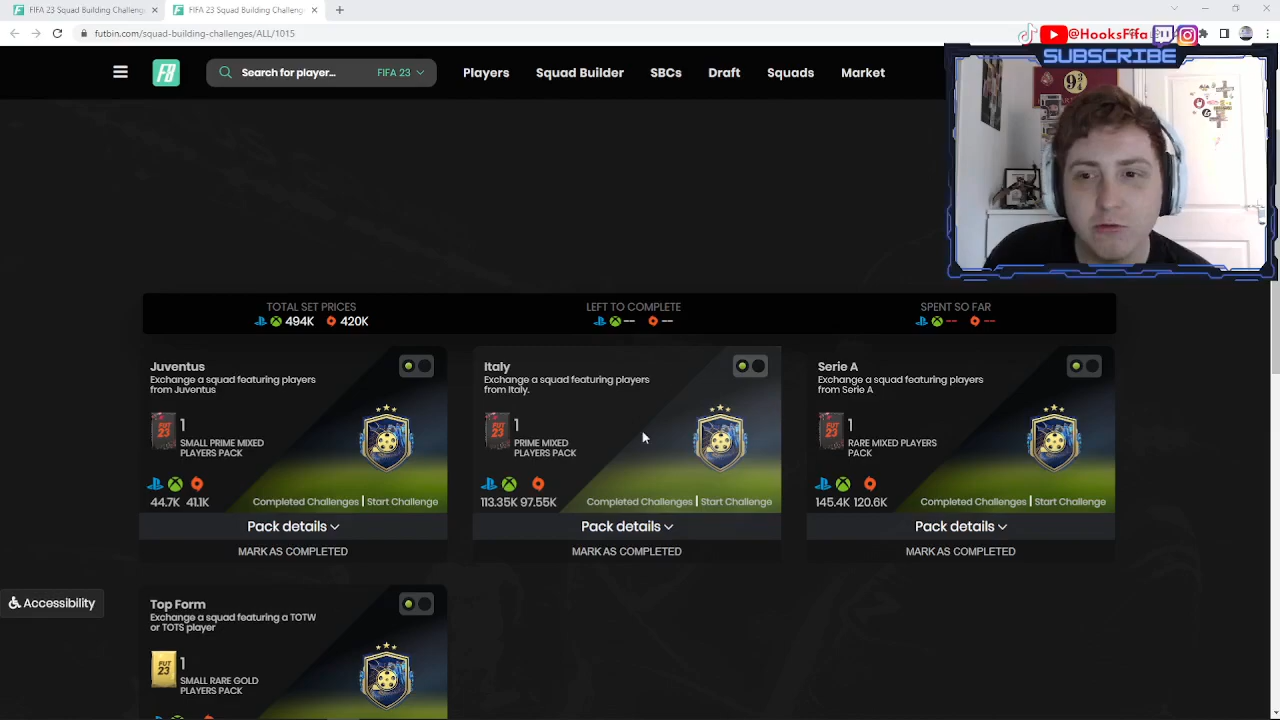 FIFA 23 Squad Building Challeng
FIFA 23 Squad Building Challeng
futbin.com/squad-building-challenges/ALL/1015
@HooksFifa
SUBSCRIBE
Search for player...
FIFA 23
Players
Squad Builder
SBCs
Draft
Squads
Market
9¾
TOTAL SET PRICES
494K
420K
LEFT TO COMPLETE
--
--
SPENT SO FAR
--
--
Juventus
Exchange a squad featuring players
from Juventus
1
SMALL PRIME MIXED
PLAYERS PACK
44.7K 41.1K
Completed Challenges | Start Challenge
Pack details
MARK AS COMPLETED
Italy
Exchange a squad featuring players
from Italy.
1
PRIME MIXED
PLAYERS PACK
113.35K 97.55K
Completed Challenges | Start Challenge
Pack details
MARK AS COMPLETED
Serie A
Exchange a squad featuring players
from Serie A
1
RARE MIXED PLAYERS
PACK
145.4K 120.6K
Completed Challenges | Start Challenge
Pack details
MARK AS COMPLETED
Accessibility
Top Form
Exchange a squad featuring a TOTW
or TOTS player
FUT
23
1
SMALL RARE GOLD
PLAYERS PACK